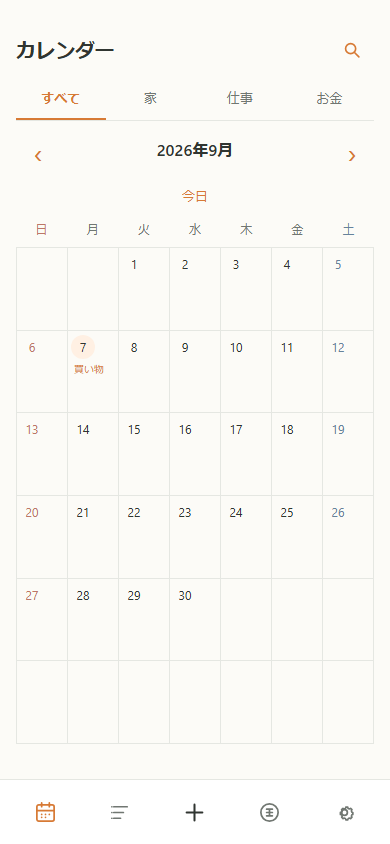 カレンダー
すべて 家 仕事 お金
‹ 2026年9月 ›
今日
日 月 火 水 木 金 土
1 2 3 4 5
6 7 8 9 10 11 12
買い物
13 14 15 16 17 18 19
20 21 22 23 24 25 26
27 28 29 30